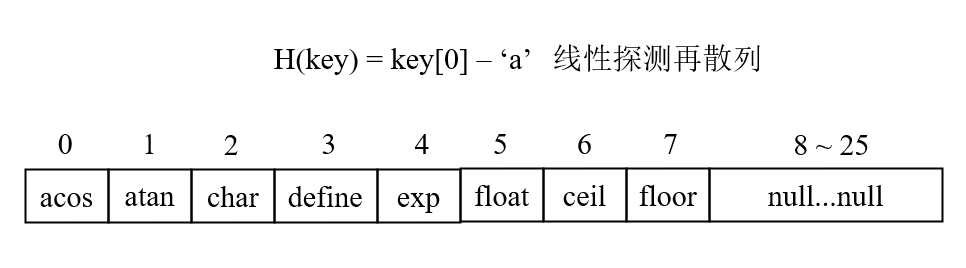 H(key) = key[0] – ‘a’ 线性探测再散列
0 1 2 3 4 5 6 7 8 ~ 25
acos atan char define exp float ceil floor null...null